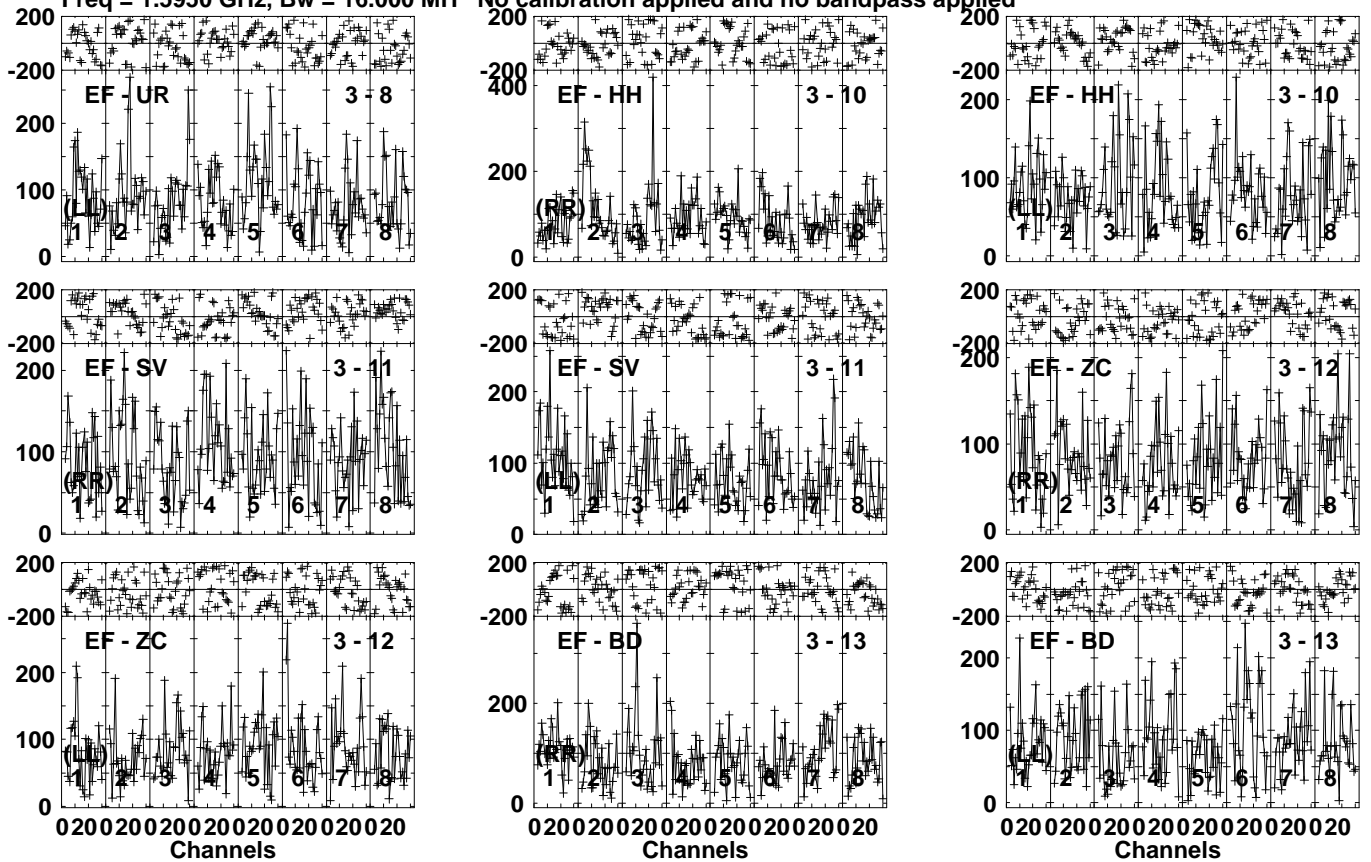 Freq = 1.5950 GHz, Bw = 16.000 MH No calibration applied and no bandpass applied
200 200 200
-200 -200 -200
EF - UR 3 - 8
200
100
0
(LL)
1 2 3 4 5 6 7 8
EF - HH 3 - 10
400
200
0
(RR)
1 2 3 4 5 6 7 8
EF - HH 3 - 10
200
100
0
(LL)
1 2 3 4 5 6 7 8
200 200 200
-200 -200 -200
EF - SV 3 - 11
200
100
0
(RR)
1 2 3 4 5 6 7 8
EF - SV 3 - 11
200
100
0
(LL)
1 2 3 4 5 6 7 8
EF - ZC 3 - 12
200
100
0
(RR)
1 2 3 4 5 6 7 8
200 200 200
-200 -200 -200
EF - ZC 3 - 12
200
100
0
(LL)
1 2 3 4 5 6 7 8
EF - BD 3 - 13
200
0
(RR)
1 2 3 4 5 6 7 8
EF - BD 3 - 13
200
100
0
(LL)
1 2 3 4 5 6 7 8
0 20 0 20 0 20 0 20 0 20 0 20 0 20 0 20
Channels
0 20 0 20 0 20 0 20 0 20 0 20 0 20 0 20
Channels
0 20 0 20 0 20 0 20 0 20 0 20 0 20 0 20
Channels